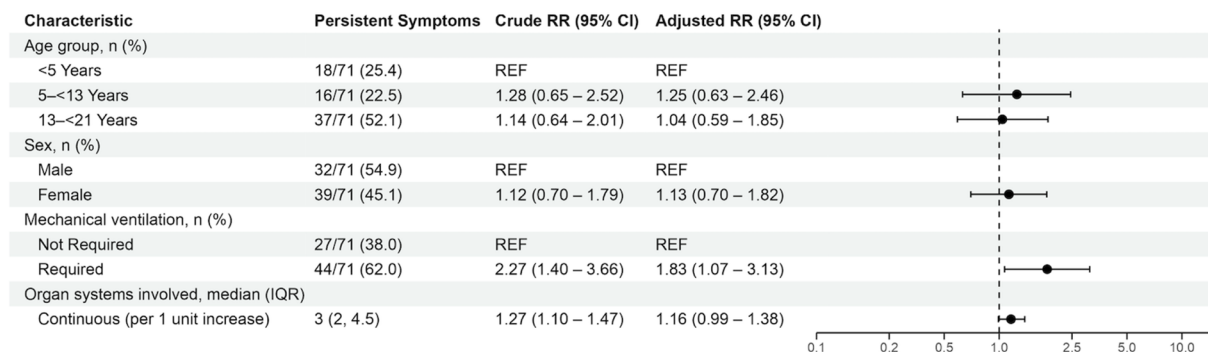 Characteristic Persistent Symptoms Crude RR (95% CI) Adjusted RR (95% CI)
Age group, n (%)
<5 Years 18/71 (25.4) REF REF
5–<13 Years 16/71 (22.5) 1.28 (0.65 – 2.52) 1.25 (0.63 – 2.46)
13–<21 Years 37/71 (52.1) 1.14 (0.64 – 2.01) 1.04 (0.59 – 1.85)
Sex, n (%)
Male 32/71 (54.9) REF REF
Female 39/71 (45.1) 1.12 (0.70 – 1.79) 1.13 (0.70 – 1.82)
Mechanical ventilation, n (%)
Not Required 27/71 (38.0) REF REF
Required 44/71 (62.0) 2.27 (1.40 – 3.66) 1.83 (1.07 – 3.13)
Organ systems involved, median (IQR)
Continuous (per 1 unit increase) 3 (2, 4.5) 1.27 (1.10 – 1.47) 1.16 (0.99 – 1.38)
0.1 0.2 0.5 1.0 2.5 5.0 10.0